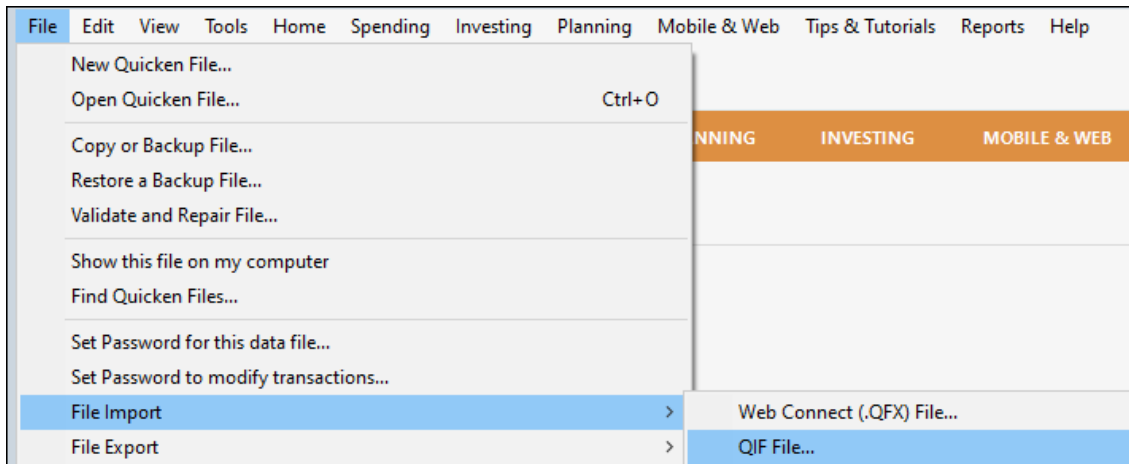 File Edit View Tools Home Spending Investing Planning Mobile & Web Tips & Tutorials Reports Help
New Quicken File...
Open Quicken File... Ctrl+O
NNING INVESTING MOBILE & WEB
Copy or Backup File...
Restore a Backup File...
Validate and Repair File...
Show this file on my computer
Find Quicken Files...
Set Password for this data file...
Set Password to modify transactions...
File Import > Web Connect (.QFX) File...
File Export > QIF File...